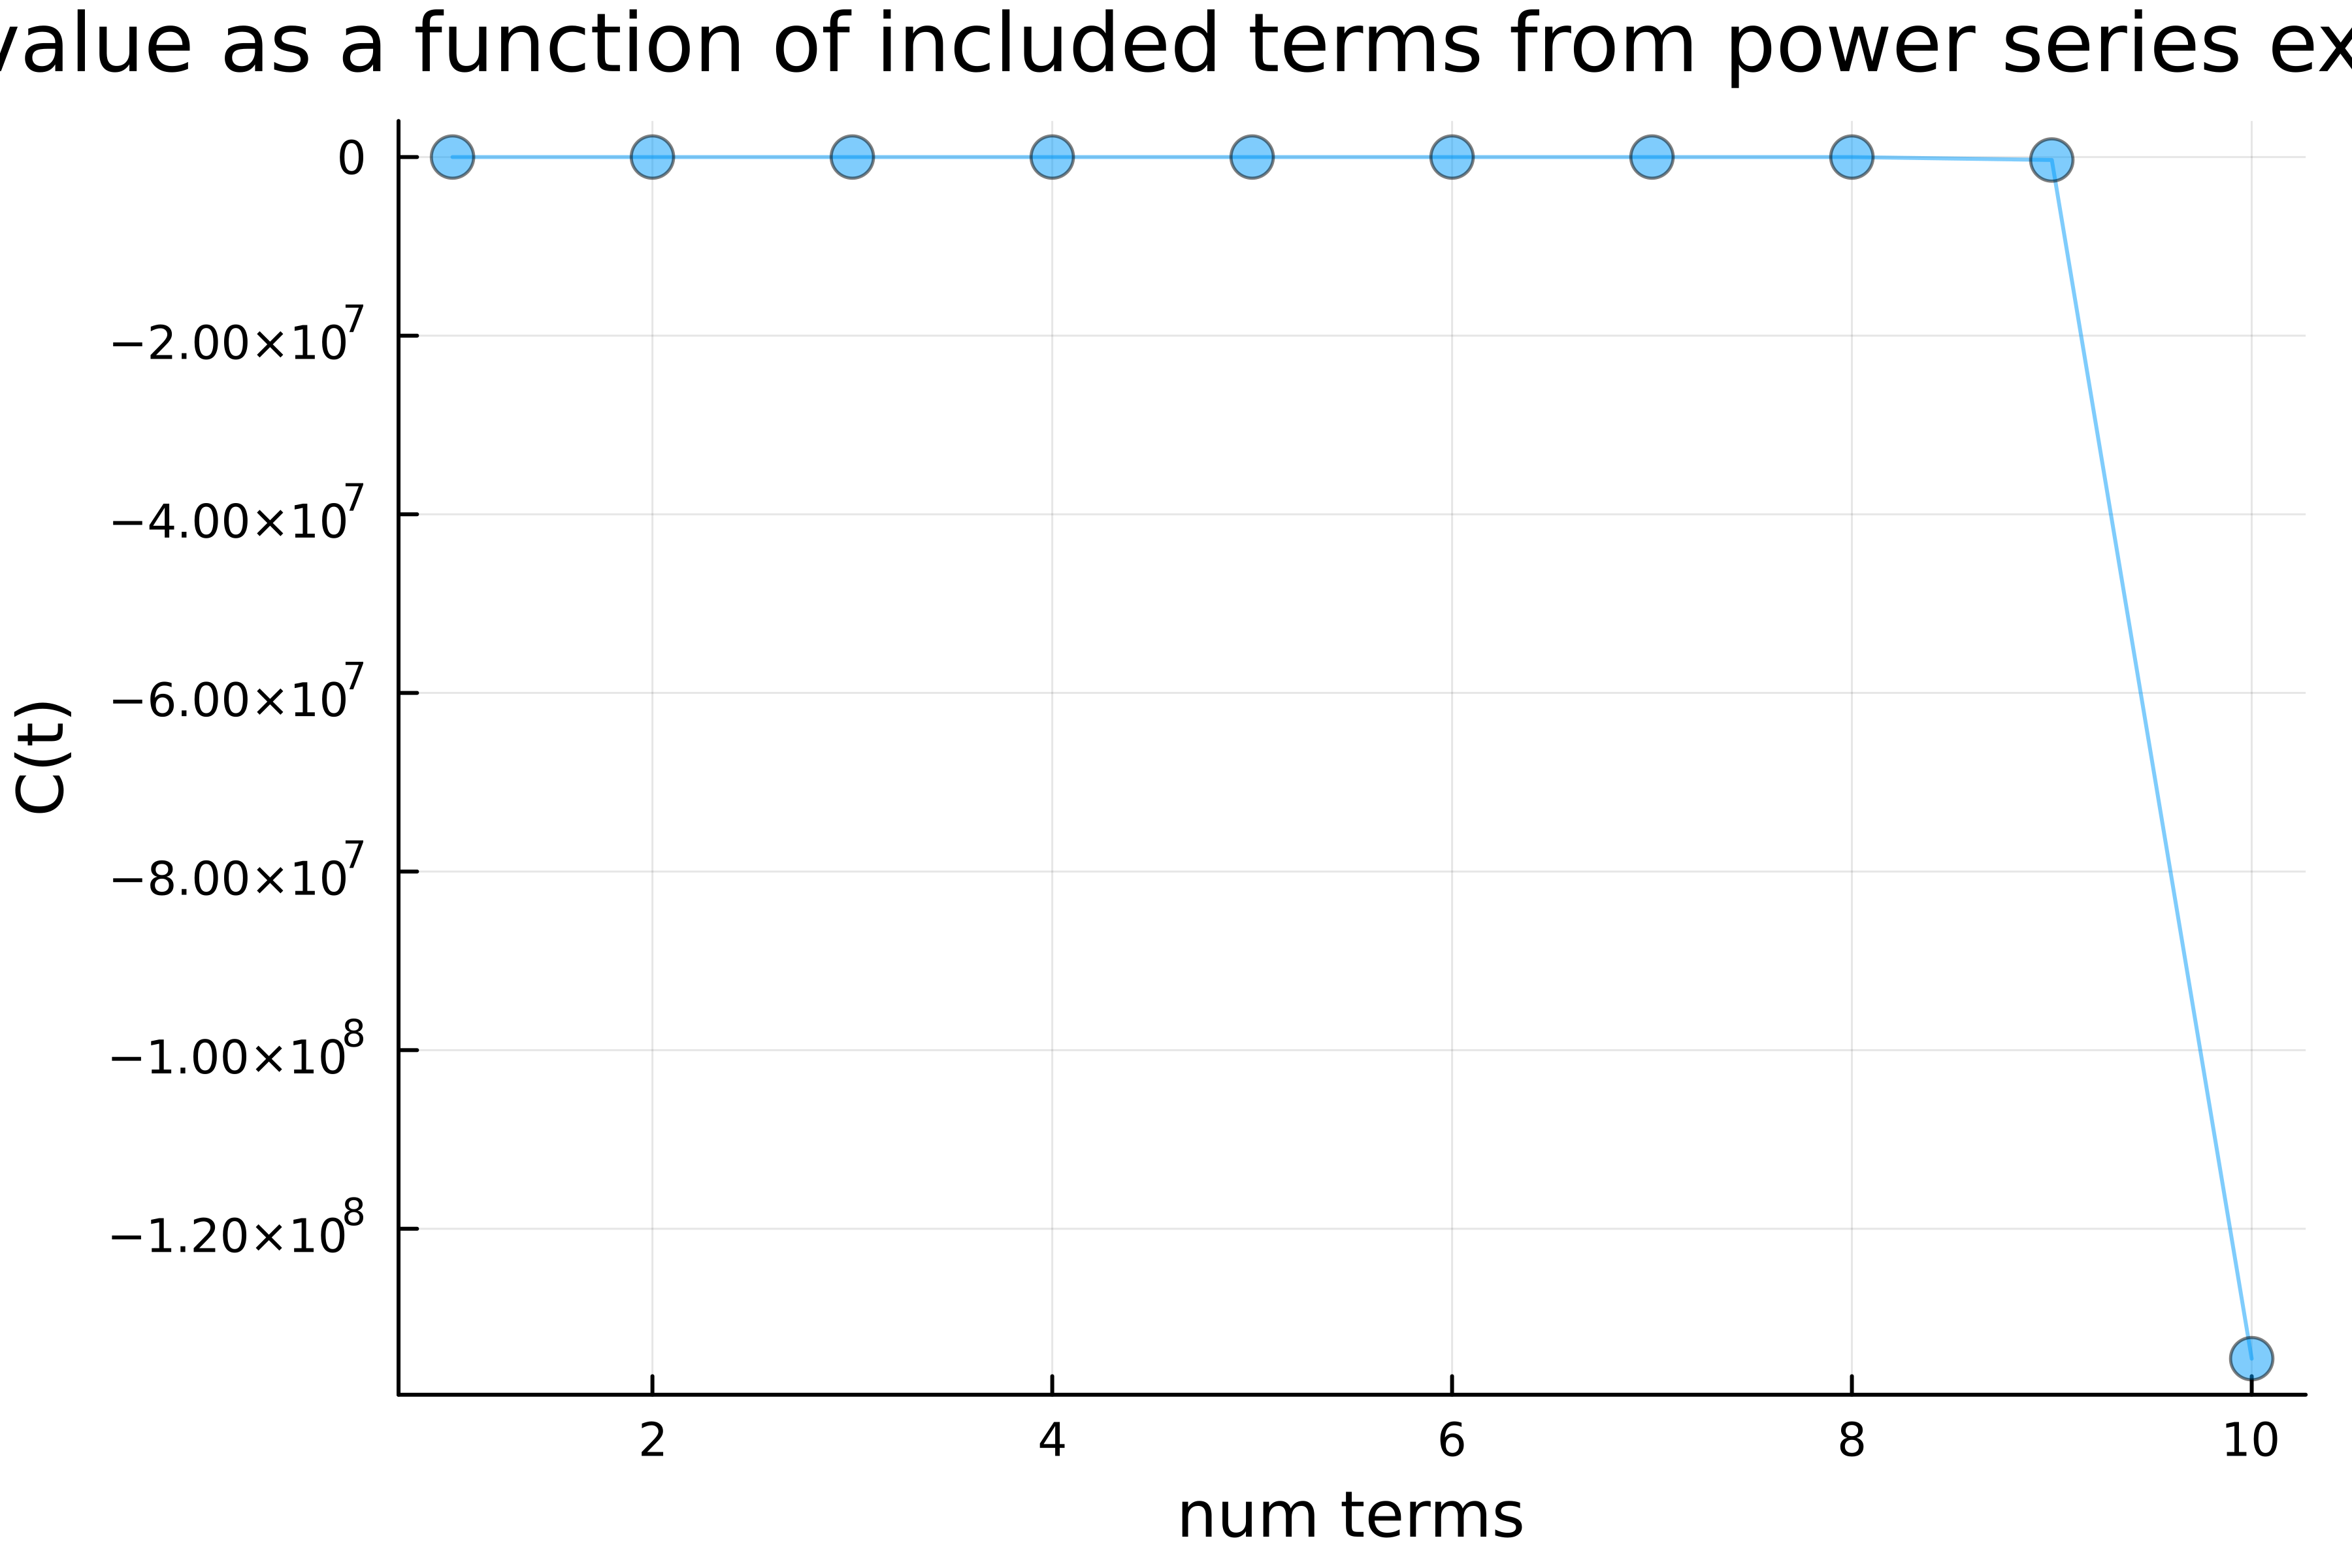 value as a function of included terms from power series ex
0
−2.00×10⁷
−4.00×10⁷
−6.00×10⁷
−8.00×10⁷
−1.00×10⁸
−1.20×10⁸
C(t)
2 4 6 8 10
num terms